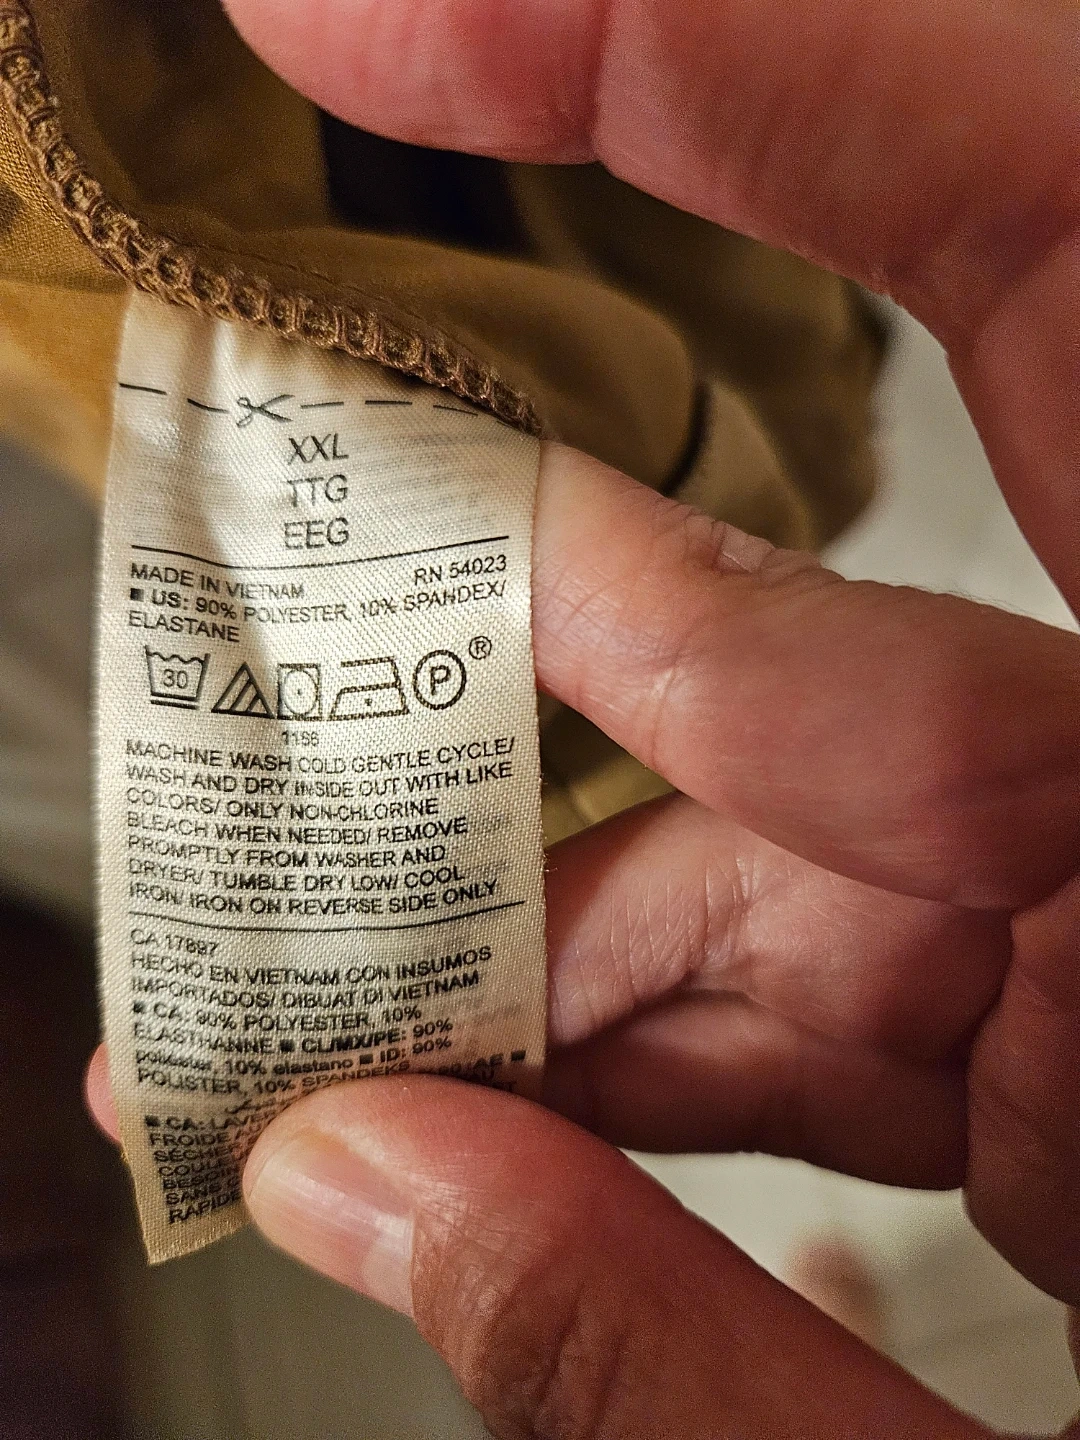 XXL
TTG
EEG
MADE IN VIETNAM RN 54023
■ US: 90% POLYESTER, 10% SPANDEX/
ELASTANE
30 P ®
1156
MACHINE WASH COLD GENTLE CYCLE/
WASH AND DRY INSIDE OUT WITH LIKE
COLORS/ ONLY NON-CHLORINE
BLEACH WHEN NEEDED/ REMOVE
PROMPTLY FROM WASHER AND
DRYER/ TUMBLE DRY LOW/ COOL
IRON/ IRON ON REVERSE SIDE ONLY
CA 17897
HECHO EN VIETNAM CON INSUMOS
IMPORTADOS/ DIBUAT DI VIETNAM
■ CA: 90% POLYESTER, 10%
ELASTHANNE ■ CL/MX/PE: 90%
poliéster, 10% elastano ■ ID: 90%
POLISTER, 10% SPANDEKS
■ CA: LAVER
FROIDE
RAPIDE